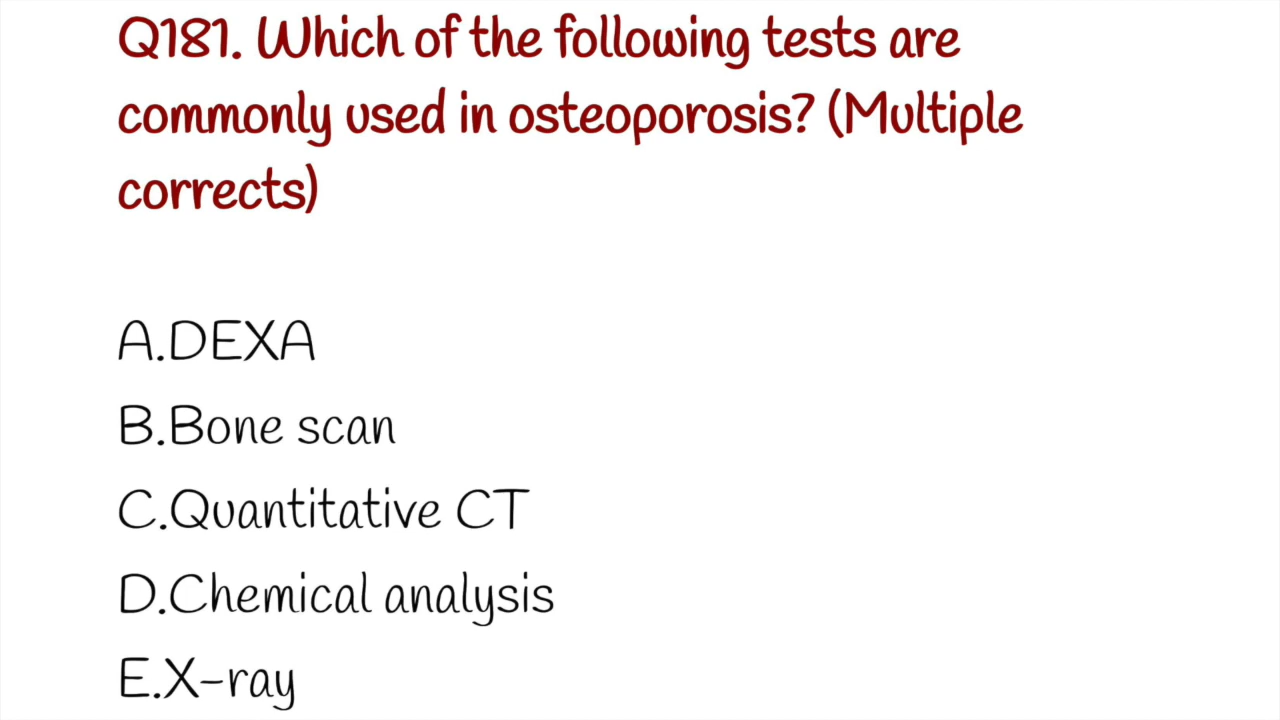 Q181. Which of the following tests are
commonly used in osteoporosis? (Multiple
corrects)
A.DEXA
B.Bone scan
C.Quantitative CT
D.Chemical analysis
E.X-ray